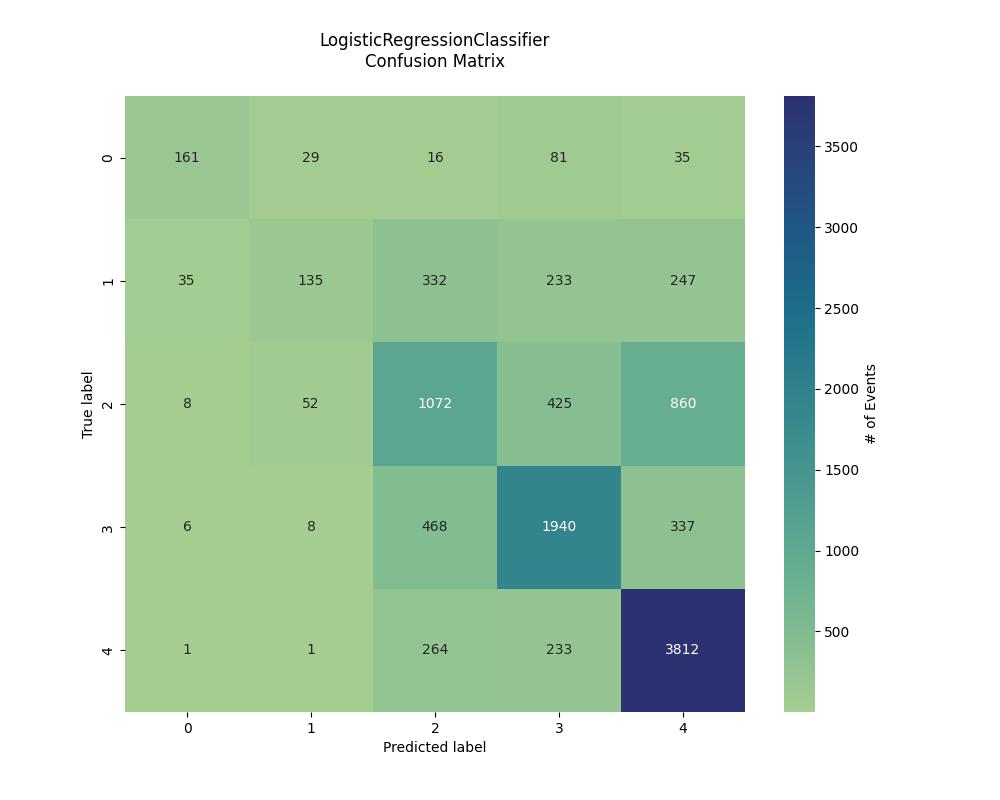 LogisticRegressionClassifier
Confusion Matrix
0 161 29 16 81 35
1 35 135 332 233 247
2 8 52 1072 425 860
3 6 8 468 1940 337
4 1 1 264 233 3812
0 1 2 3 4
Predicted label
True label
3500
3000
2500
2000
1500
1000
500
# of Events